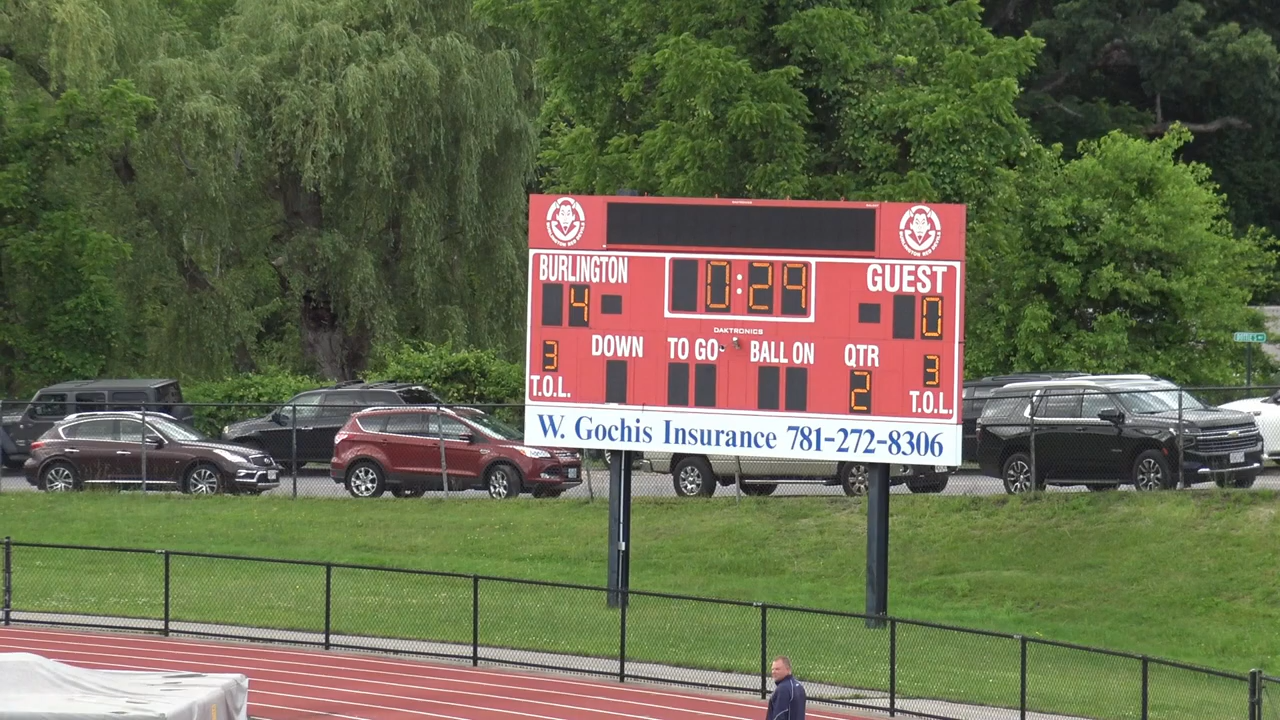 BURLINGTON 0:29 GUEST
4 0
DAKTRONICS
3 DOWN TO GO BALL ON QTR 3
T.O.L. 2 T.O.L.
W. Gochis Insurance 781-272-8306